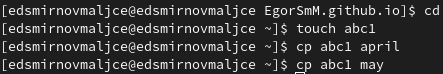 [edsmirnovmaljce@edsmirnovmaljce EgorSmM.github.io]$ cd
[edsmirnovmaljce@edsmirnovmaljce ~]$ touch abc1
[edsmirnovmaljce@edsmirnovmaljce ~]$ cp abc1 april
[edsmirnovmaljce@edsmirnovmaljce ~]$ cp abc1 may